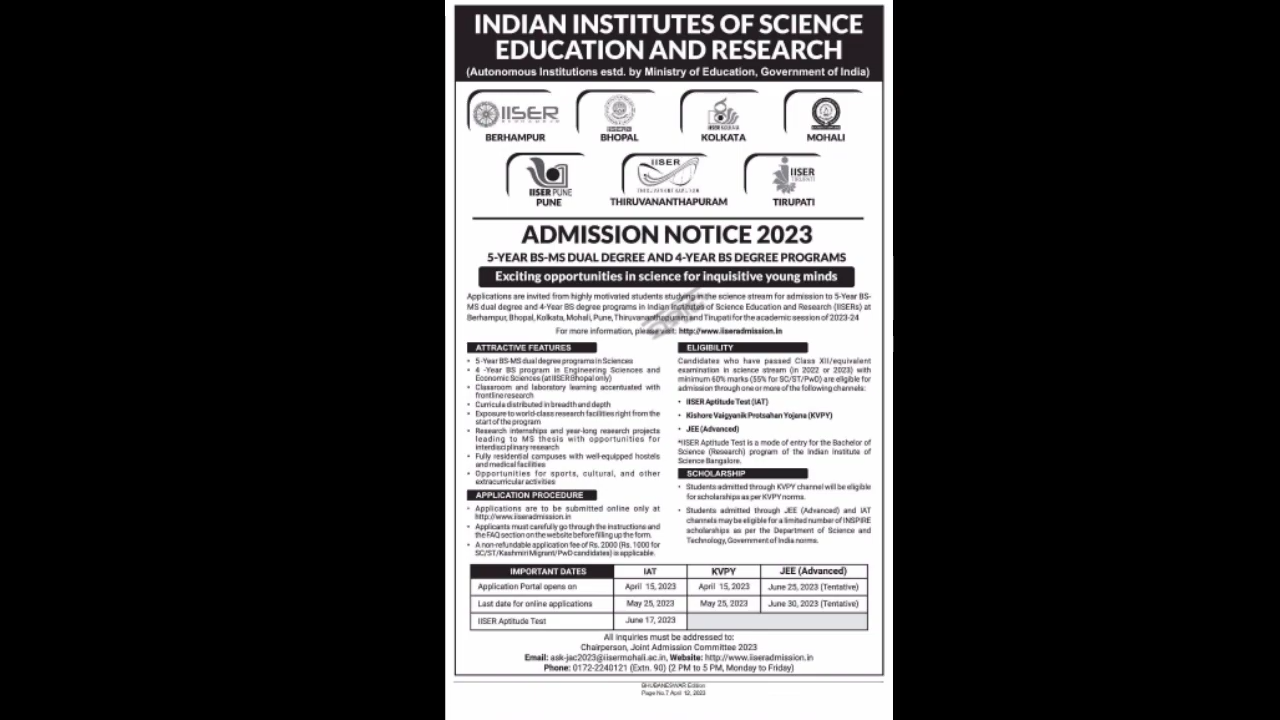 INDIAN INSTITUTES OF SCIENCE
EDUCATION AND RESEARCH
(Autonomous Institutions estd. by Ministry of Education, Government of India)
IISER
BERHAMPUR
BHOPAL
KOLKATA
MOHALI
IISER PUNE
PUNE
IISER
THIRUVANANTHAPURAM
IISER
TIRUPATI
TIRUPATI
ADMISSION NOTICE 2023
5-YEAR BS-MS DUAL DEGREE AND 4-YEAR BS DEGREE PROGRAMS
Exciting opportunities in science for inquisitive young minds
Applications are invited from highly motivated students studying in the science stream for admission to 5-Year BS-
MS dual degree and 4-Year BS degree programs in Indian Institutes of Science Education and Research (IISERs) at
Berhampur, Bhopal, Kolkata, Mohali, Pune, Thiruvananthapuram and Tirupati for the academic session of 2023-24
For more information, please visit: http://www.iiseradmission.in
ATTRACTIVE FEATURES
• 5-Year BS-MS dual degree programs in Sciences
• 4 -Year BS program in Engineering Sciences and
Economic Sciences (at IISER Bhopal only)
• Classroom and laboratory learning accentuated with
frontline research
• Curricula distributed in breadth and depth
• Exposure to world-class research facilities right from the
start of the program
• Research internships and year-long research projects
leading to MS thesis with opportunities for
interdisciplinary research
• Fully residential campuses with well-equipped hostels
and medical facilities
• Opportunities for sports, cultural, and other
extracurricular activities
APPLICATION PROCEDURE
• Applications are to be submitted online only at
http://www.iiseradmission.in
• Applicants must carefully go through the instructions and
the FAQ section on the website before filling up the form.
• A non-refundable application fee of Rs. 2000 (Rs. 1000 for
SC/ST/Kashmiri Migrant/PwD candidates) is applicable.
ELIGIBILITY
Candidates who have passed Class XII/equivalent
examination in science stream (in 2022 or 2023) with
minimum 60% marks (55% for SC/ST/PwD) are eligible for
admission through one or more of the following channels:
• IISER Aptitude Test (IAT)
• Kishore Vaigyanik Protsahan Yojana (KVPY)
• JEE (Advanced)
*IISER Aptitude Test is a mode of entry for the Bachelor of
Science (Research) program of the Indian Institute of
Science Bangalore.
SCHOLARSHIP
• Students admitted through KVPY channel will be eligible
for scholarships as per KVPY norms.
• Students admitted through JEE (Advanced) and IAT
channels may be eligible for a limited number of INSPIRE
scholarships as per the Department of Science and
Technology, Government of India norms.
IMPORTANT DATES IAT KVPY JEE (Advanced)
Application Portal opens on April 15, 2023 April 15, 2023 June 25, 2023 (Tentative)
Last date for online applications May 25, 2023 May 25, 2023 June 30, 2023 (Tentative)
IISER Aptitude Test June 17, 2023
All inquiries must be addressed to:
Chairperson, Joint Admission Committee 2023
Email: ask-jac2023@iisermohali.ac.in, Website: http://www.iiseradmission.in
Phone: 0172-2240121 (Extn. 90) (2 PM to 5 PM, Monday to Friday)
BHUBANESWAR Edition
Page No.7 April 12, 2023